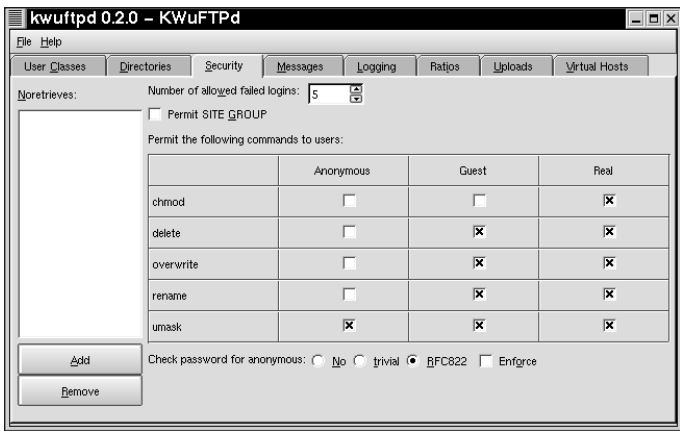 kwuftpd 0.2.0 – KWuFTPd
File Help
User Classes Directories Security Messages Logging Ratios Uploads Virtual Hosts
Noretrieves:
Number of allowed failed logins: 5
Permit SITE GROUP
Permit the following commands to users:
Anonymous Guest Real
chmod
delete
overwrite
rename
umask
Check password for anonymous: No trivial RFC822 Enforce
Add
Remove